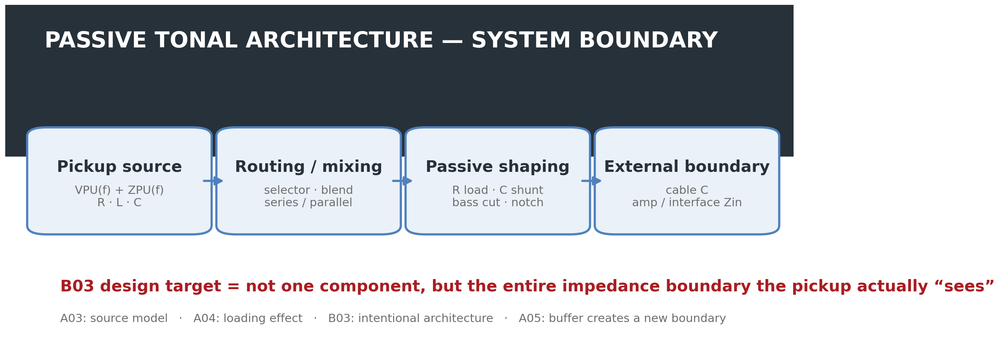 PASSIVE TONAL ARCHITECTURE — SYSTEM BOUNDARY
Pickup source
VPU(f) + ZPU(f)
R · L · C
Routing / mixing
selector · blend
series / parallel
Passive shaping
R load · C shunt
bass cut · notch
External boundary
cable C
amp / interface Zin
B03 design target = not one component, but the entire impedance boundary the pickup actually “sees”
A03: source model · A04: loading effect · B03: intentional architecture · A05: buffer creates a new boundary